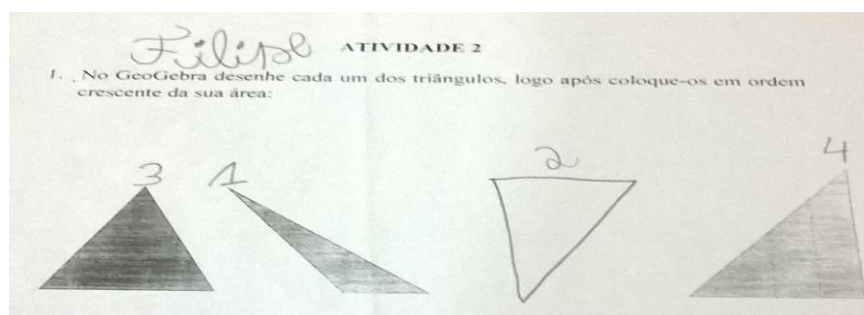 Filipe ATIVIDADE 2
1. No GeoGebra desenhe cada um dos triângulos, logo após coloque-os em ordem
crescente da sua área:
3 1 2 4